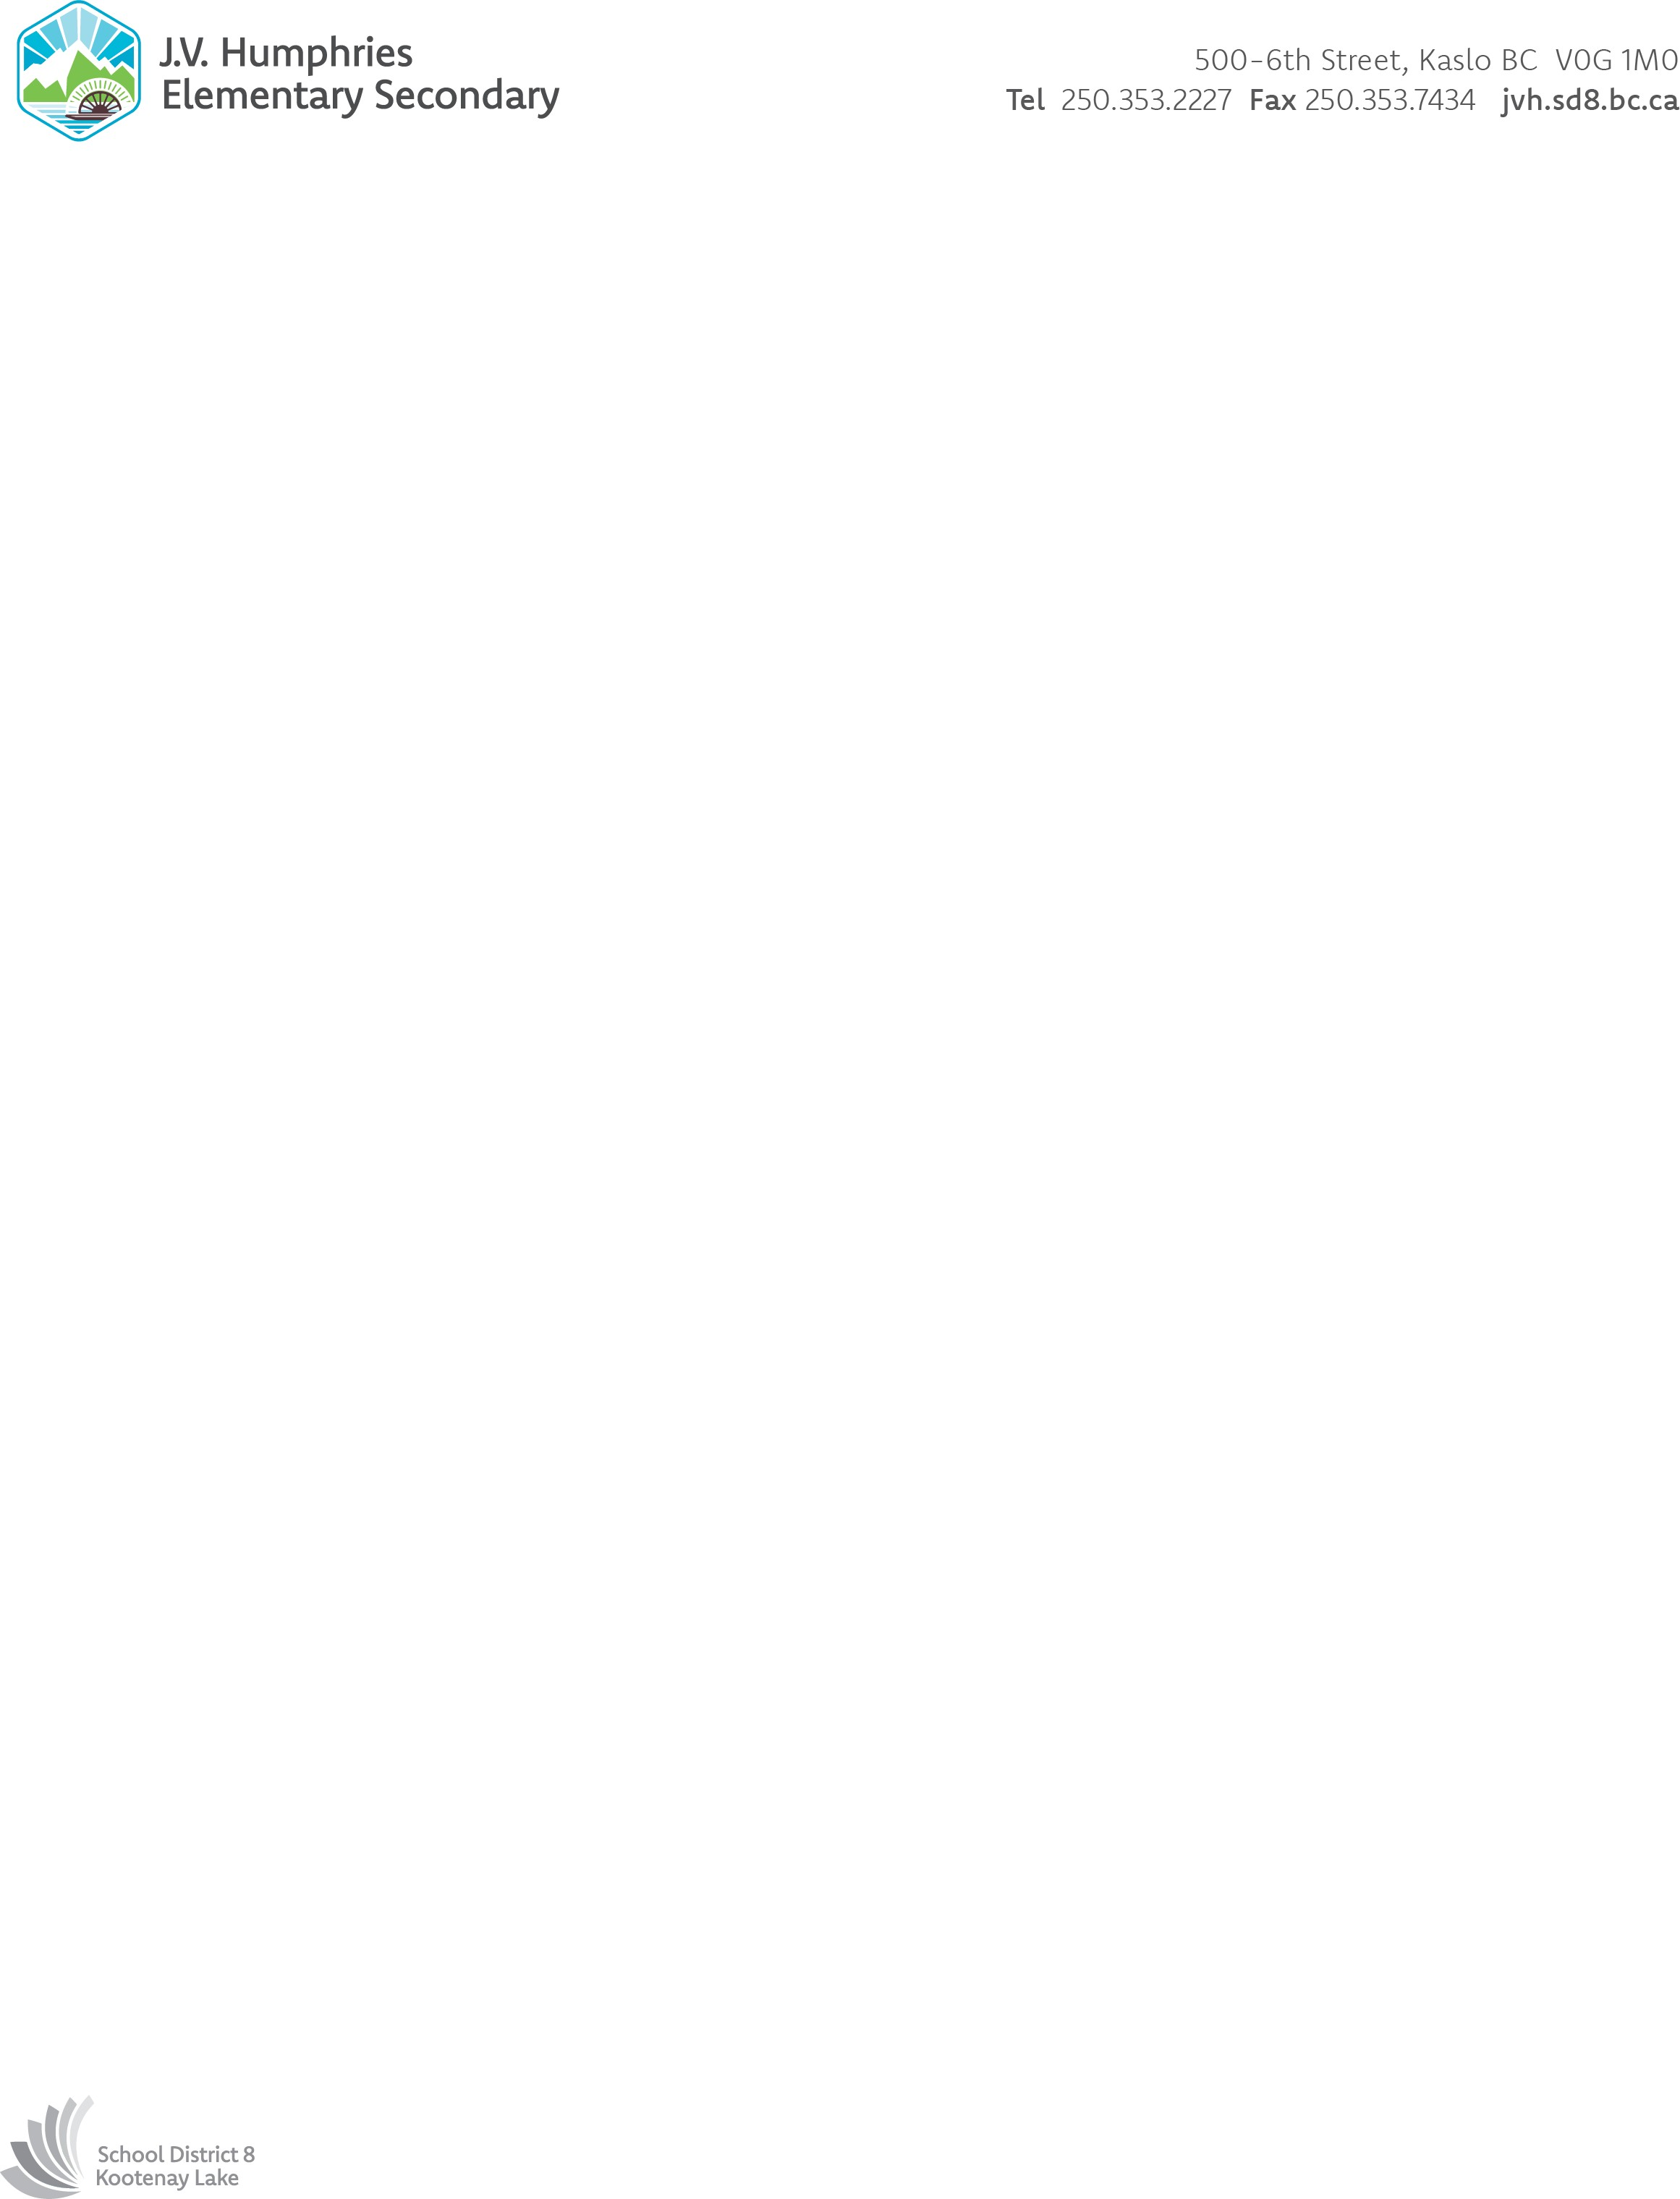 J.V. Humphries
Elementary Secondary
500-6th Street, Kaslo BC  V0G 1M0
Tel  250.353.2227  Fax 250.353.7434   jvh.sd8.bc.ca
School District 8
Kootenay Lake